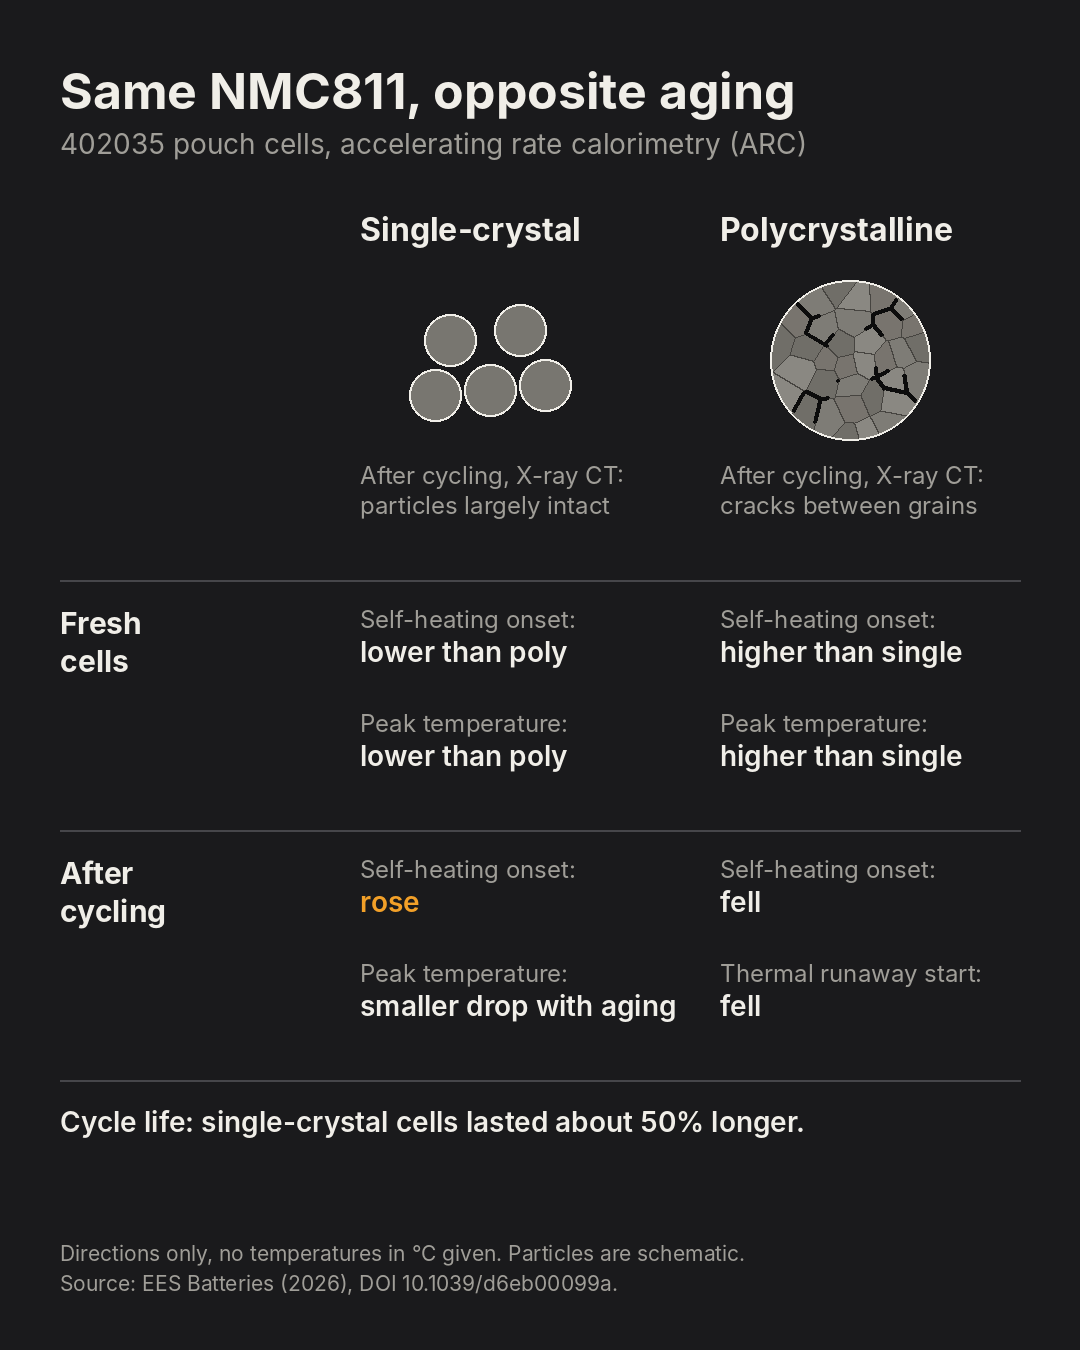 Same NMC811, opposite aging
402035 pouch cells, accelerating rate calorimetry (ARC)
Single-crystal
Polycrystalline
After cycling, X-ray CT:
particles largely intact
After cycling, X-ray CT:
cracks between grains
Fresh
cells
Self-heating onset:
lower than poly
Self-heating onset:
higher than single
Peak temperature:
lower than poly
Peak temperature:
higher than single
After
cycling
Self-heating onset:
rose
Self-heating onset:
fell
Peak temperature:
smaller drop with aging
Thermal runaway start:
fell
Cycle life: single-crystal cells lasted about 50% longer.
Directions only, no temperatures in °C given. Particles are schematic.
Source: EES Batteries (2026), DOI 10.1039/d6eb00099a.